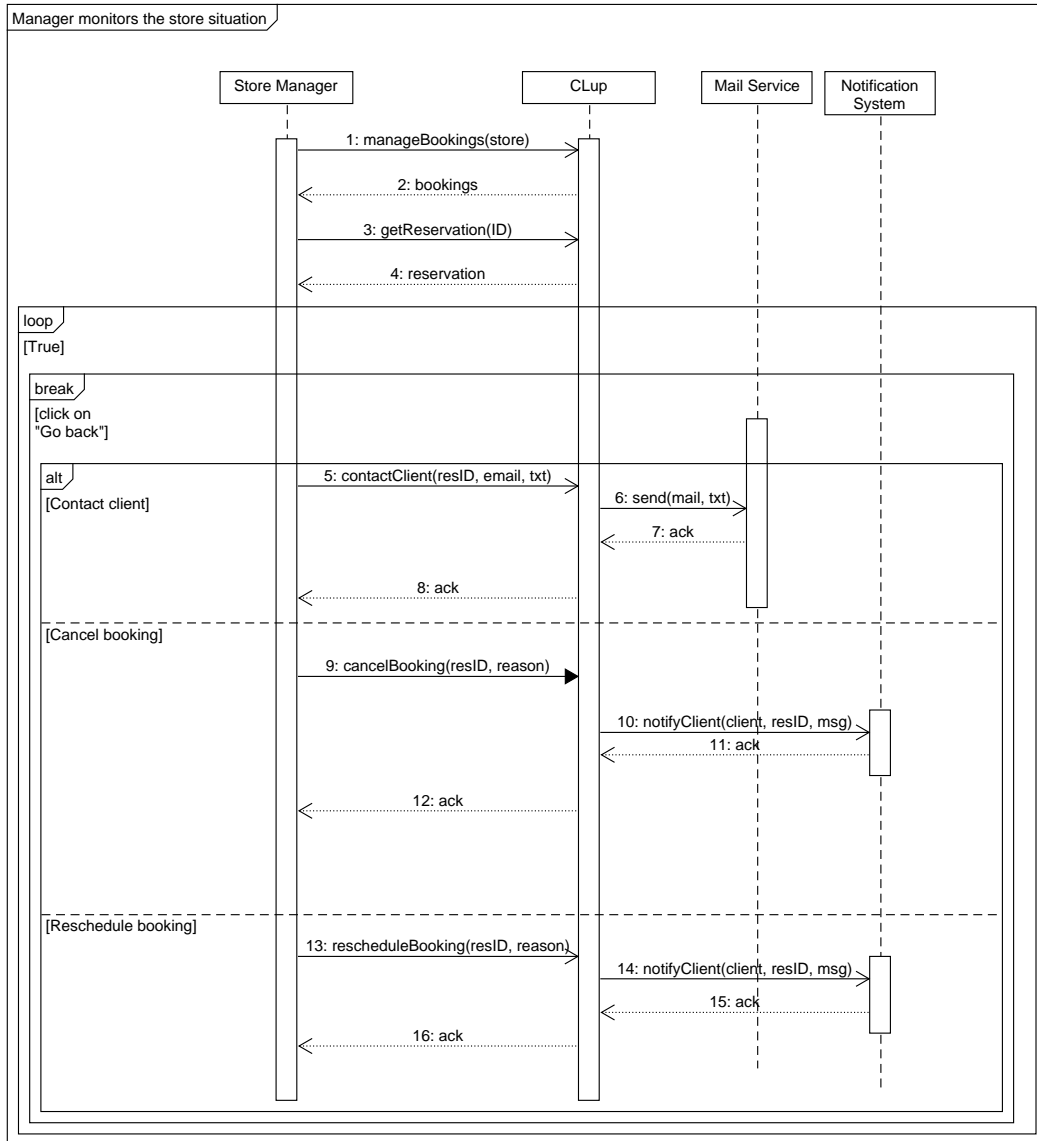 Manager monitors the store situation
Store Manager
CLup
Mail Service
Notification
System
1: manageBookings(store)
2: bookings
3: getReservation(ID)
4: reservation
loop
[True]
break
[click on
"Go back"]
alt
[Contact client]
5: contactClient(resID, email, txt)
6: send(mail, txt)
7: ack
8: ack
[Cancel booking]
9: cancelBooking(resID, reason)
10: notifyClient(client, resID, msg)
11: ack
12: ack
[Reschedule booking]
13: rescheduleBooking(resID, reason)
14: notifyClient(client, resID, msg)
15: ack
16: ack